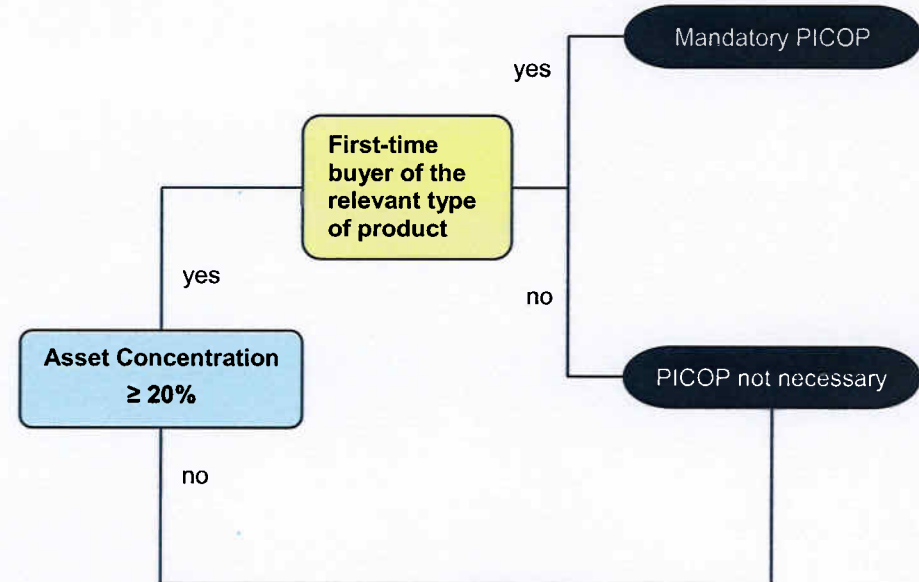 Mandatory PICOP
yes
First-time
buyer of the
relevant type
of product
yes
no
Asset Concentration
≥ 20%
PICOP not necessary
no